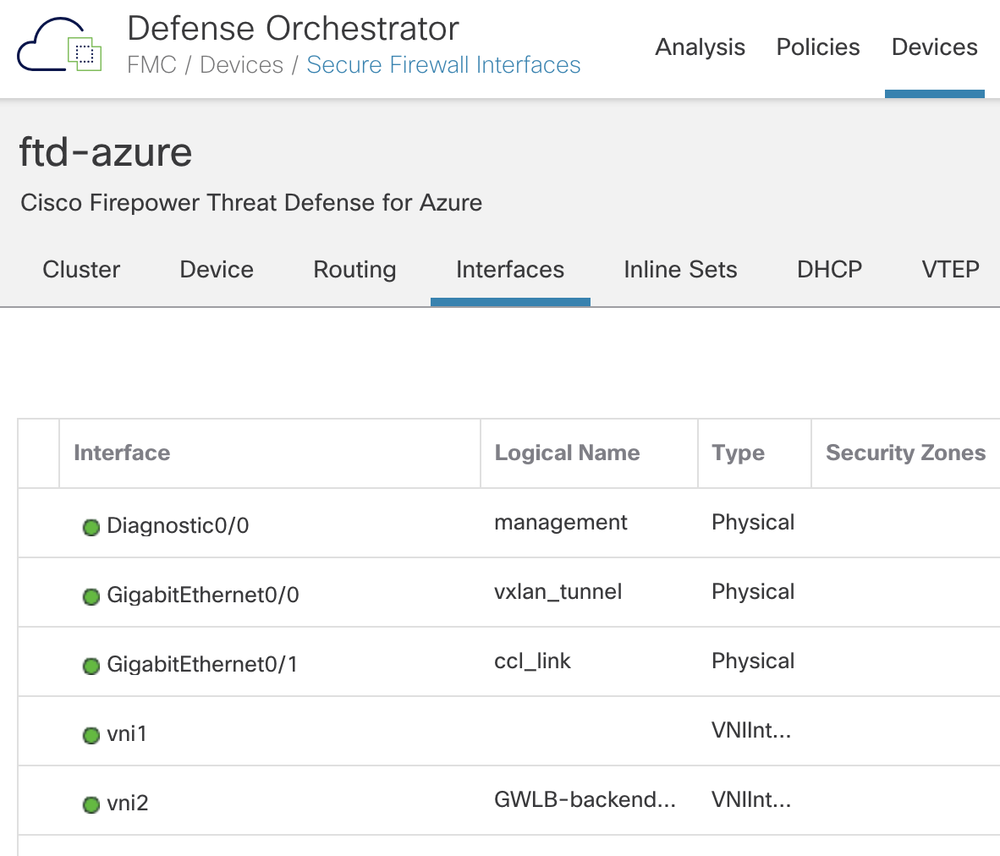 Defense Orchestrator
FMC / Devices / Secure Firewall Interfaces
Analysis Policies Devices
ftd-azure
Cisco Firepower Threat Defense for Azure
Cluster Device Routing Interfaces Inline Sets DHCP VTEP
Interface Logical Name Type Security Zones
Diagnostic0/0 management Physical
GigabitEthernet0/0 vxlan_tunnel Physical
GigabitEthernet0/1 ccl_link Physical
vni1 VNIInt...
vni2 GWLB-backend... VNIInt...